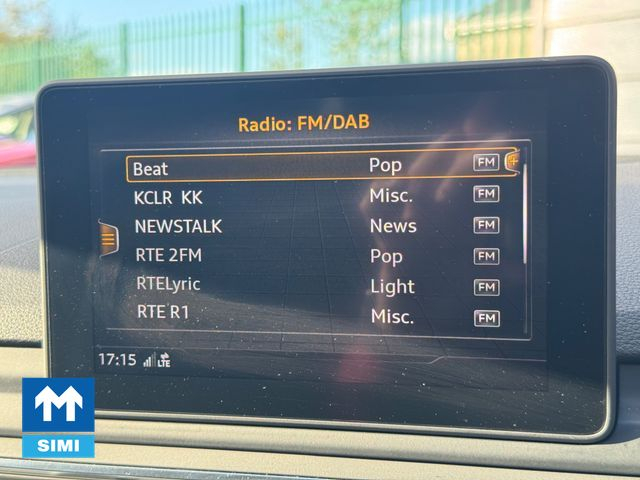 Radio: FM/DAB
Beat Pop FM
KCLR KK Misc. FM
NEWSTALK News FM
RTE 2FM Pop FM
RTELyric Light FM
RTE R1 Misc. FM
17:15 LTE
SIMI